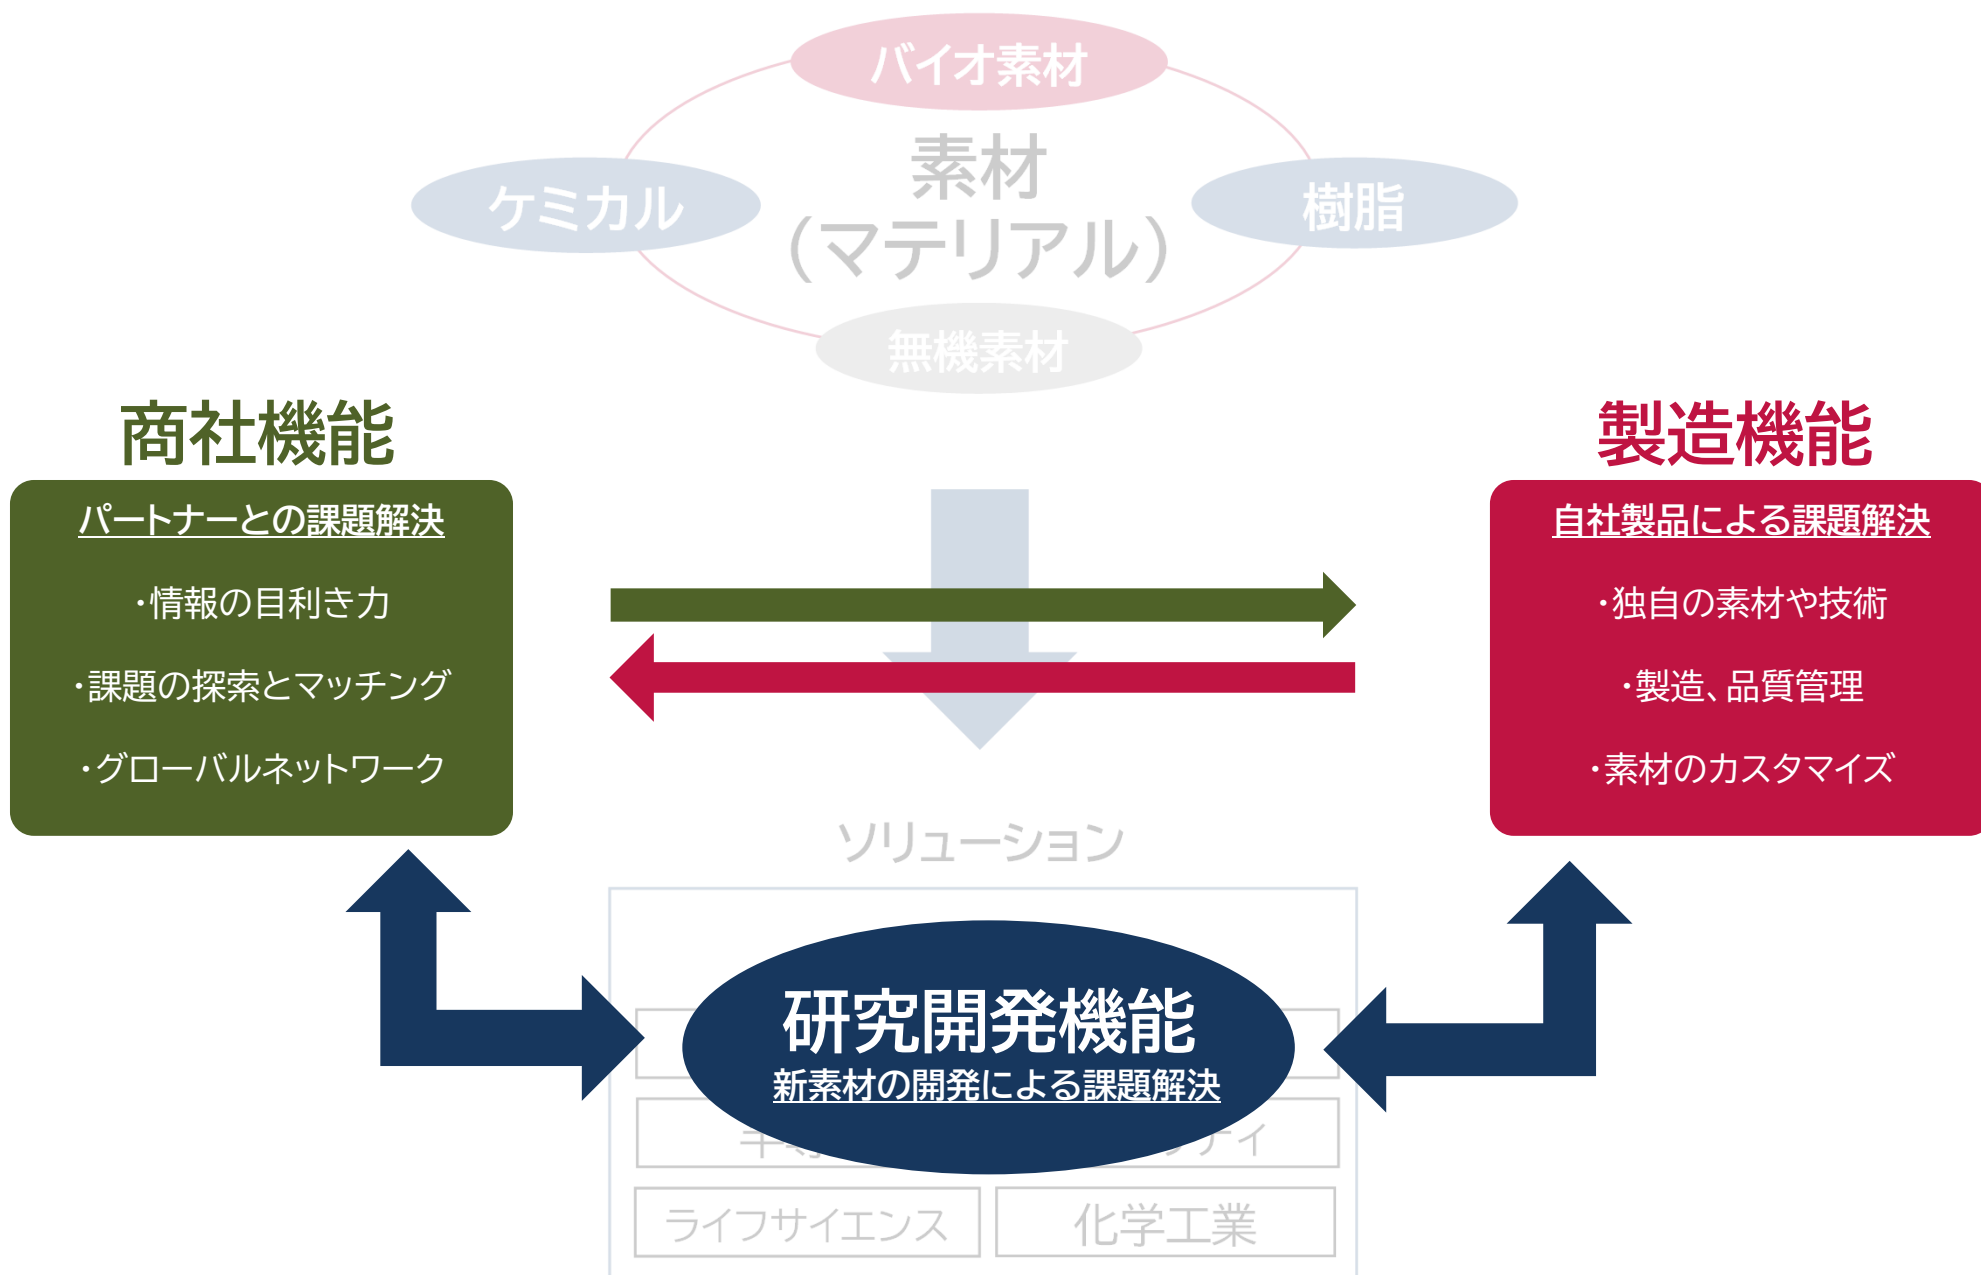 バイオ素材
素材
（マテリアル）
ケミカル
樹脂
無機素材
商社機能
パートナーとの課題解決
・情報の目利き力
・課題の探索とマッチング
・グローバルネットワーク
製造機能
自社製品による課題解決
・独自の素材や技術
・製造、品質管理
・素材のカスタマイズ
ソリューション
研究開発機能
新素材の開発による課題解決
ライフサイエンス
化学工業